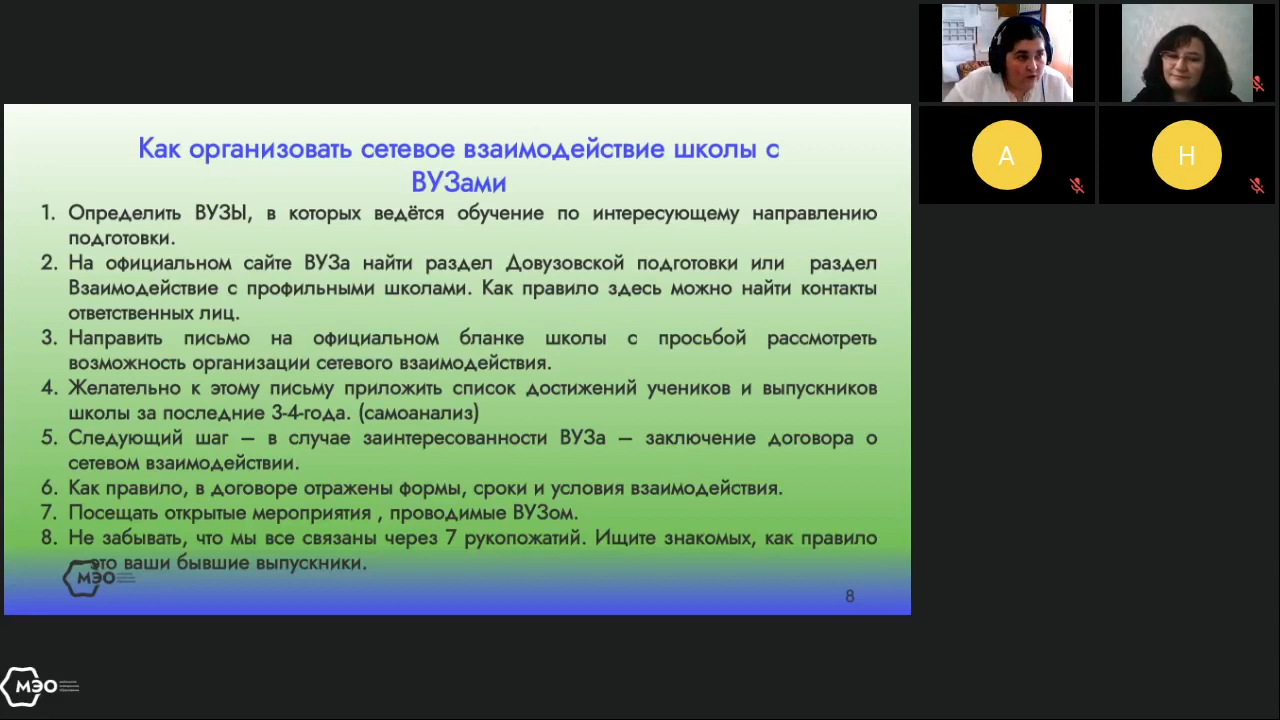 Как организовать сетевое взаимодействие школы с
ВУЗами
1. Определить ВУЗЫ, в которых ведётся обучение по интересующему направлению
подготовки.
2. На официальном сайте ВУЗа найти раздел Довузовской подготовки или раздел
Взаимодействие с профильными школами. Как правило здесь можно найти контакты
ответственных лиц.
3. Направить письмо на официальном бланке школы с просьбой рассмотреть
возможность организации сетевого взаимодействия.
4. Желательно к этому письму приложить список достижений учеников и выпускников
школы за последние 3-4-года. (самоанализ)
5. Следующий шаг – в случае заинтересованности ВУЗа – заключение договора о
сетевом взаимодействии.
6. Как правило, в договоре отражены формы, сроки и условия взаимодействия.
7. Посещать открытые мероприятия , проводимые ВУЗом.
8. Не забывать, что мы все связаны через 7 рукопожатий. Ищите знакомых, как правило
это ваши бывшие выпускники.
МЭО
8
А
Н
МЭО